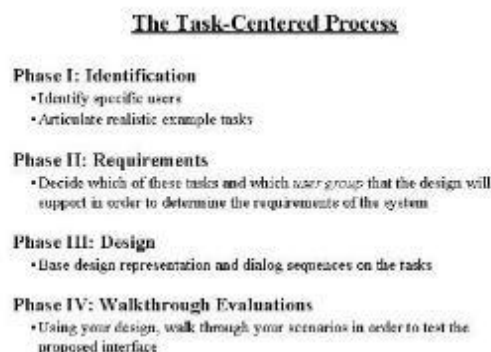 The Task-Centered Process
Phase I: Identification
•Identify specific users
•Articulate realistic example tasks
Phase II: Requirements
•Decide which of these tasks and which user group that the design will
support in order to determine the requirements of the system
Phase III: Design
•Base design representation and dialog sequences on the tasks
Phase IV: Walkthrough Evaluations
•Using your design, walk through your scenarios in order to test the
proposed interface